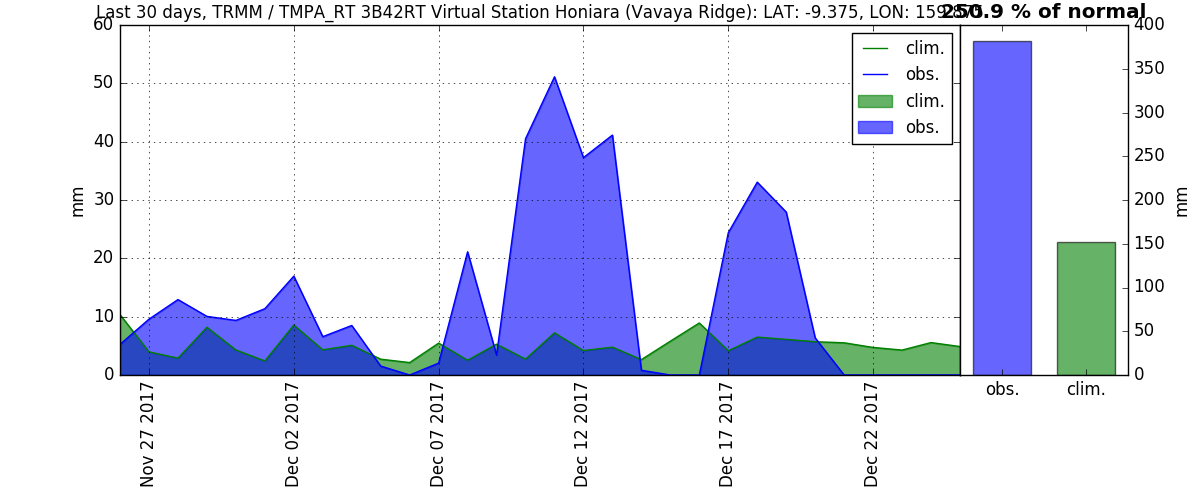 Last 30 days, TRMM / TMPA_RT 3B42RT Virtual Station Honiara (Vavaya Ridge): LAT: -9.375, LON:
250.9 % of normal
60
50
40
30
20
10
0
mm
clim.
obs.
clim.
obs.
400
350
300
250
200
150
100
50
0
mm
obs.
clim.
Nov 27 2017
Dec 02 2017
Dec 07 2017
Dec 12 2017
Dec 17 2017
Dec 22 2017